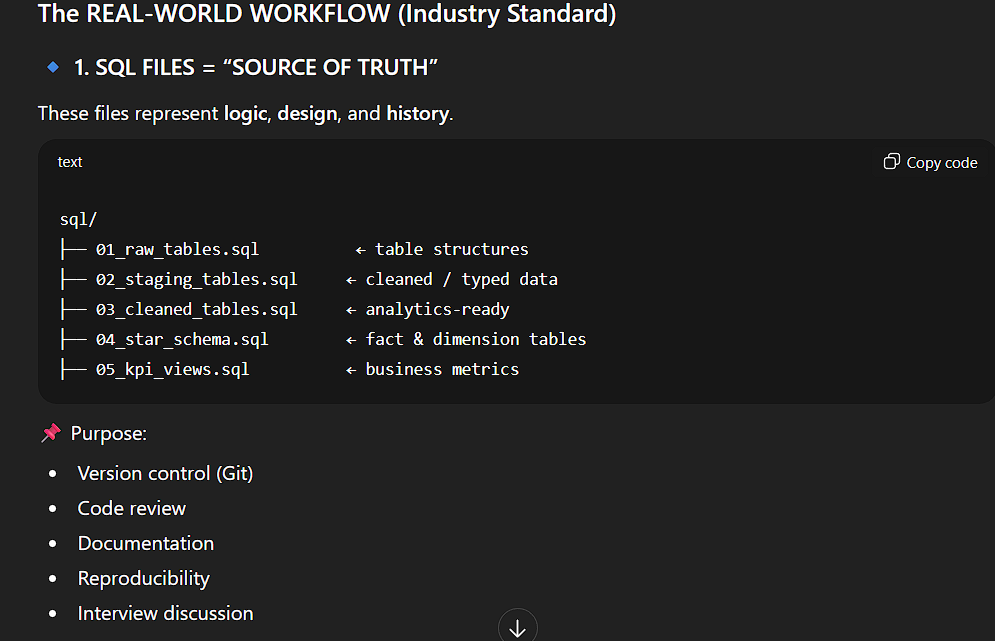 The REAL-WORLD WORKFLOW (Industry Standard)
1. SQL FILES = “SOURCE OF TRUTH”
These files represent logic, design, and history.
text
Copy code
sql/
├── 01_raw_tables.sql          ← table structures
├── 02_staging_tables.sql     ← cleaned / typed data
├── 03_cleaned_tables.sql     ← analytics-ready
├── 04_star_schema.sql        ← fact & dimension tables
├── 05_kpi_views.sql          ← business metrics
📌 Purpose:
• Version control (Git)
• Code review
• Documentation
• Reproducibility
• Interview discussion